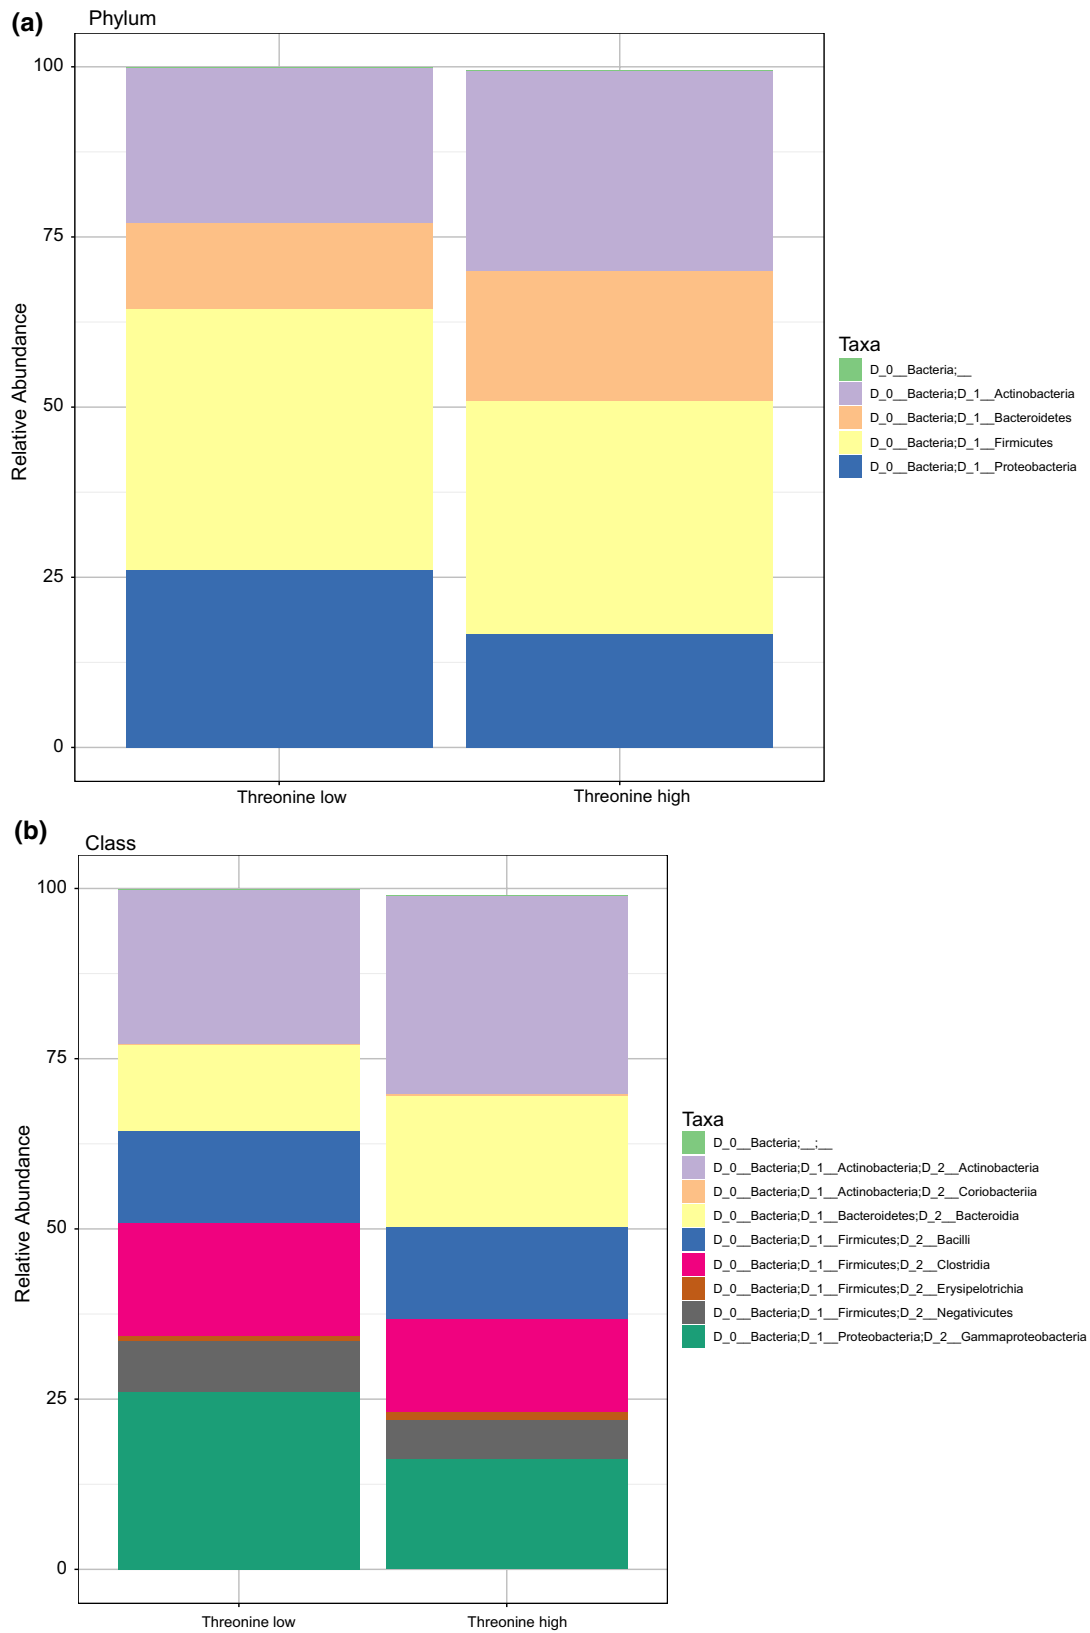 (a)
Phylum
100
75
50
25
0
Relative Abundance
Threonine low
Threonine high
Taxa
D_0__Bacteria;__
D_0__Bacteria;D_1__Actinobacteria
D_0__Bacteria;D_1__Bacteroidetes
D_0__Bacteria;D_1__Firmicutes
D_0__Bacteria;D_1__Proteobacteria
(b)
Class
100
75
50
25
0
Relative Abundance
Threonine low
Threonine high
Taxa
D_0__Bacteria;__;__
D_0__Bacteria;D_1__Actinobacteria;D_2__Actinobacteria
D_0__Bacteria;D_1__Actinobacteria;D_2__Coriobacteriia
D_0__Bacteria;D_1__Bacteroidetes;D_2__Bacteroidia
D_0__Bacteria;D_1__Firmicutes;D_2__Bacilli
D_0__Bacteria;D_1__Firmicutes;D_2__Clostridia
D_0__Bacteria;D_1__Firmicutes;D_2__Erysipelotrichia
D_0__Bacteria;D_1__Firmicutes;D_2__Negativicutes
D_0__Bacteria;D_1__Proteobacteria;D_2__Gammaproteobacteria